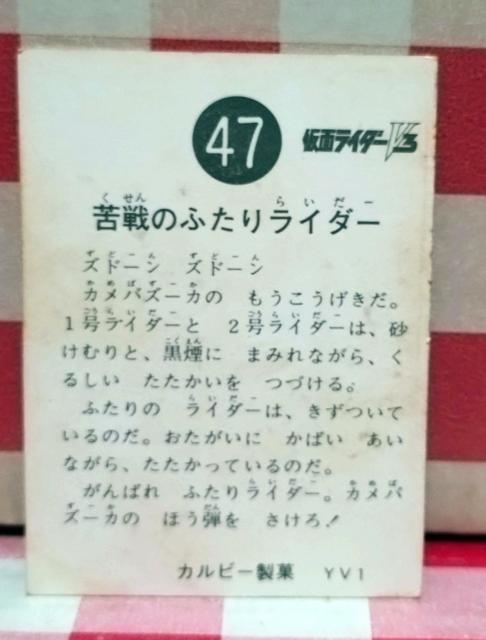 47
仮面ライダーV3
苦戦のふたりライダー
ズドーン ズドーン
カメバズーカの もうこうげきだ。
1号ライダーと 2号ライダーは、砂
けむりと、黒煙に まみれながら、く
るしい たたかいを つづける。
ふたりの ライダーは、きずついて
いるのだ。おたがいに かばい あい
ながら、たたかっているのだ。
がんばれ ふたりライダー。カメバ
ズーカの ほう弾を さけろ!
カルビー製菓 YV1